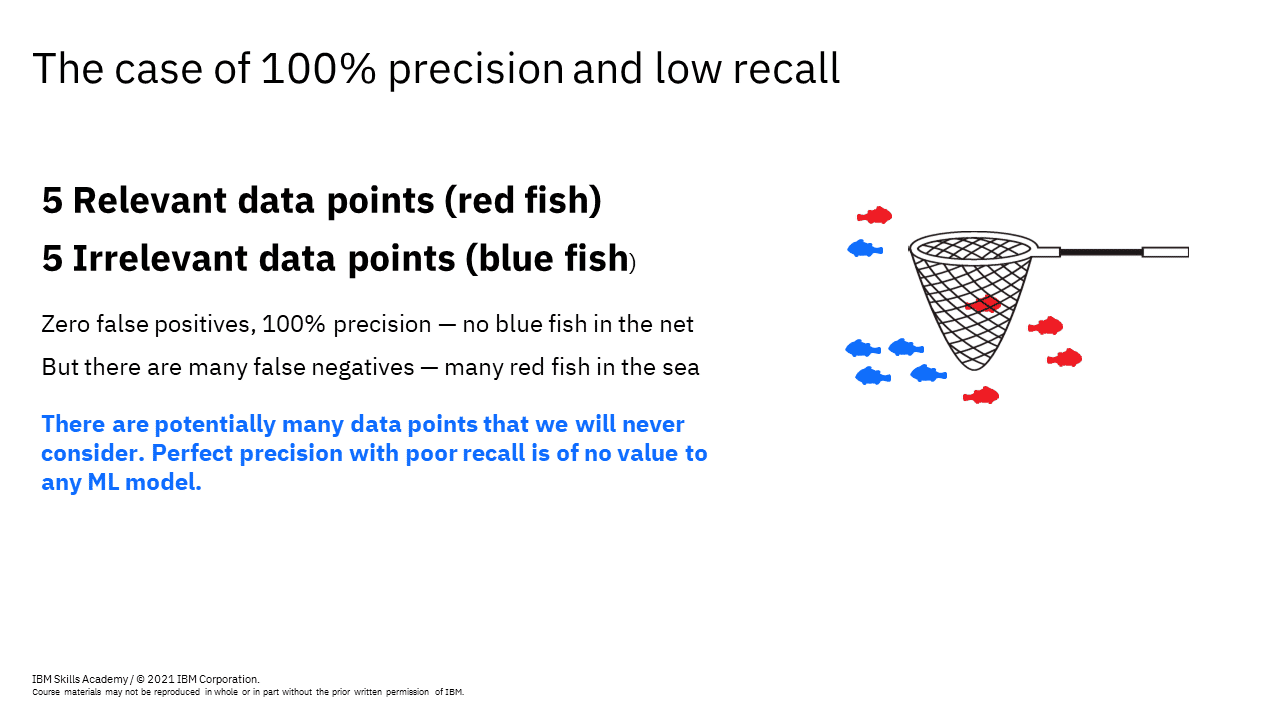 The case of 100% precision and low recall
5 Relevant data points (red fish)
5 Irrelevant data points (blue fish)
Zero false positives, 100% precision — no blue fish in the net
But there are many false negatives — many red fish in the sea
There are potentially many data points that we will never
consider. Perfect precision with poor recall is of no value to
any ML model.
IBM Skills Academy / © 2021 IBM Corporation.
Course materials may not be reproduced in whole or in part without the prior written permission of IBM.